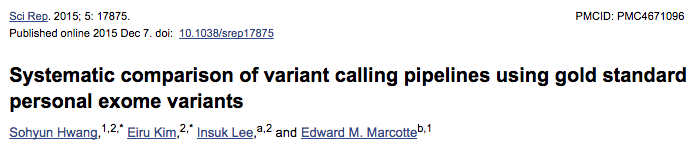 Sci Rep. 2015; 5: 17875. PMCID: PMC4671096
Published online 2015 Dec 7. doi: 10.1038/srep17875
Systematic comparison of variant calling pipelines using gold standard
personal exome variants
Sohyun Hwang,1,2,* Eiru Kim,2,* Insuk Lee,a,2 and Edward M. Marcotteb,1